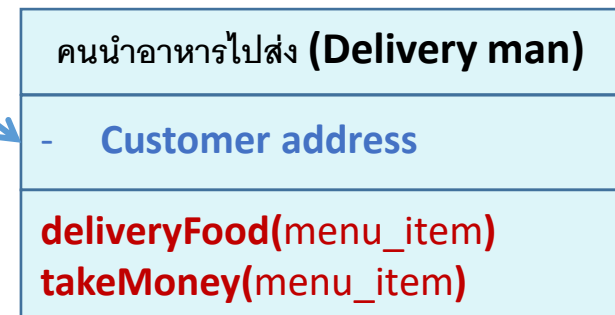 คนนำอาหารไปส่ง (Delivery man)
- Customer address
deliveryFood(menu_item)
takeMoney(menu_item)